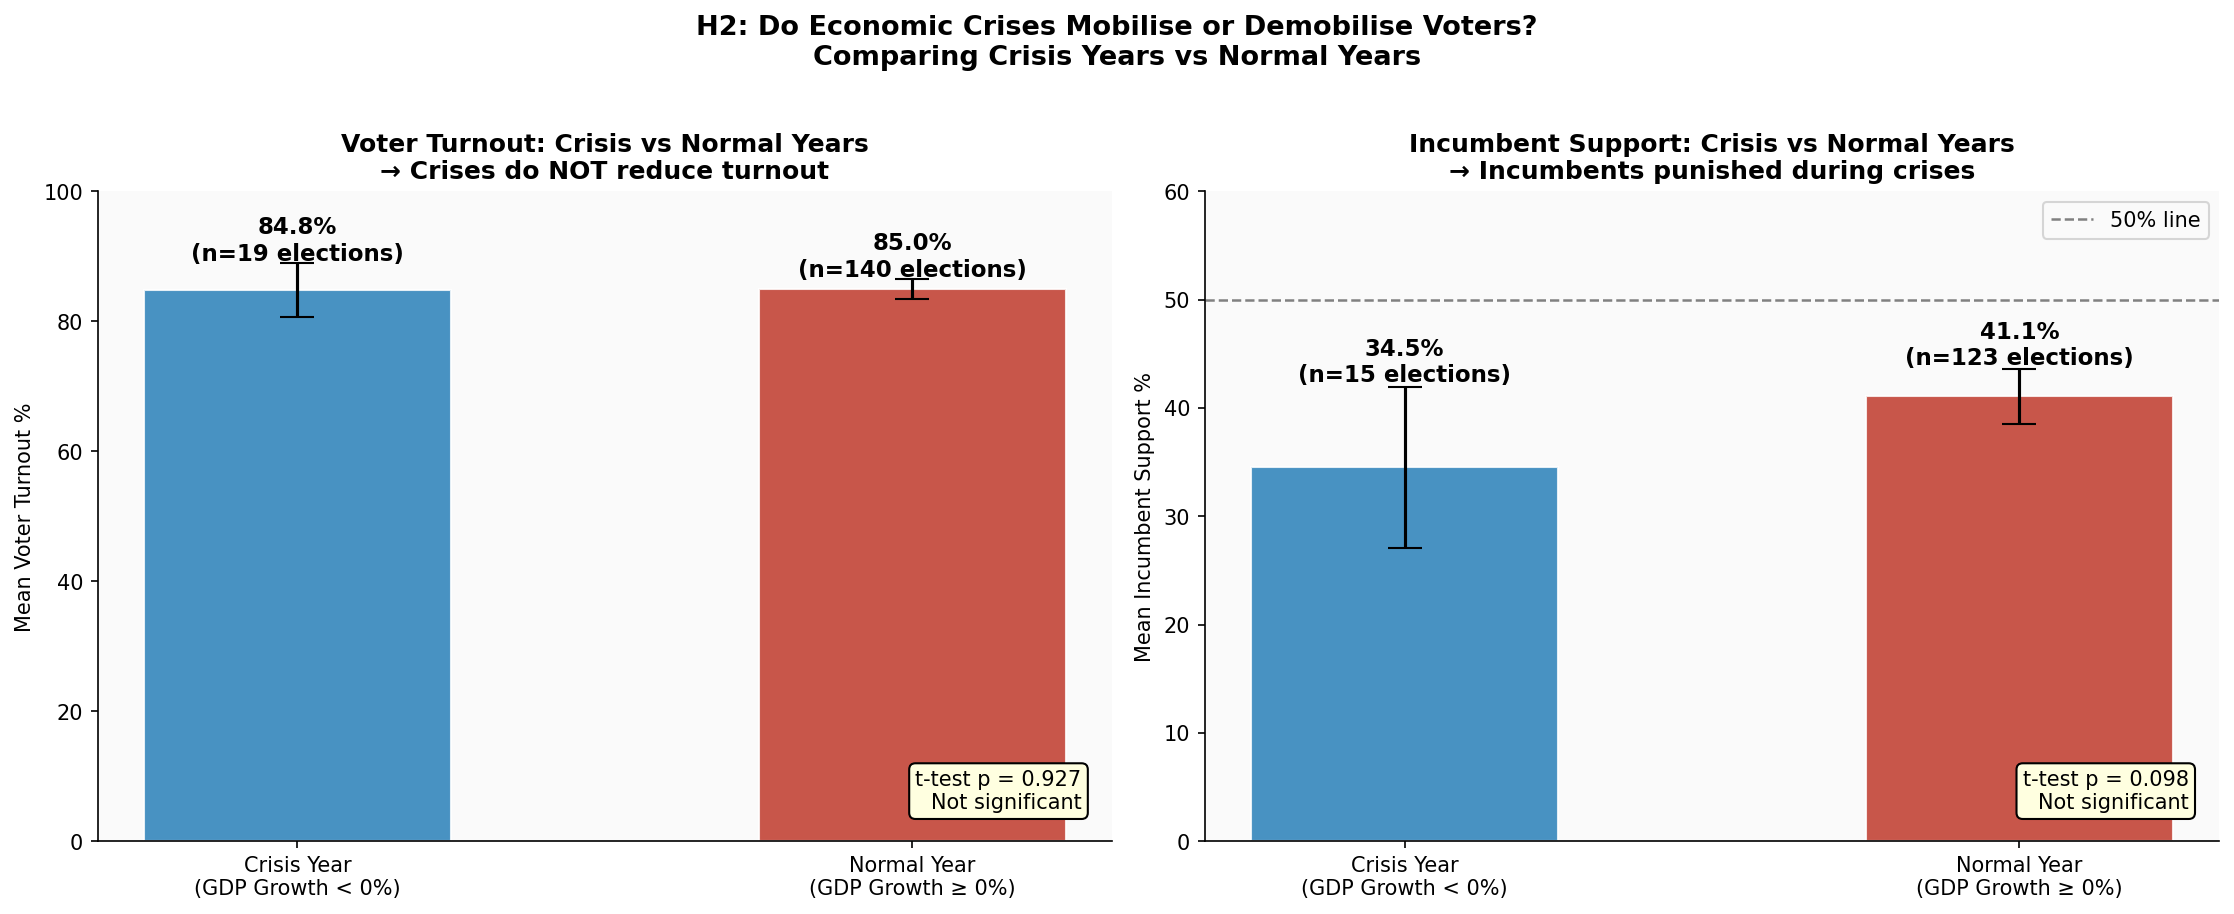 H2: Do Economic Crises Mobilise or Demobilise Voters?
Comparing Crisis Years vs Normal Years
Voter Turnout: Crisis vs Normal Years
→ Crises do NOT reduce turnout
Mean Voter Turnout %
100
80
60
40
20
0
84.8%
(n=19 elections)
85.0%
(n=140 elections)
t-test p = 0.927
Not significant
Crisis Year
(GDP Growth < 0%)
Normal Year
(GDP Growth ≥ 0%)
Incumbent Support: Crisis vs Normal Years
→ Incumbents punished during crises
Mean Incumbent Support %
60
50
40
30
20
10
0
50% line
34.5%
(n=15 elections)
41.1%
(n=123 elections)
t-test p = 0.098
Not significant
Crisis Year
(GDP Growth < 0%)
Normal Year
(GDP Growth ≥ 0%)